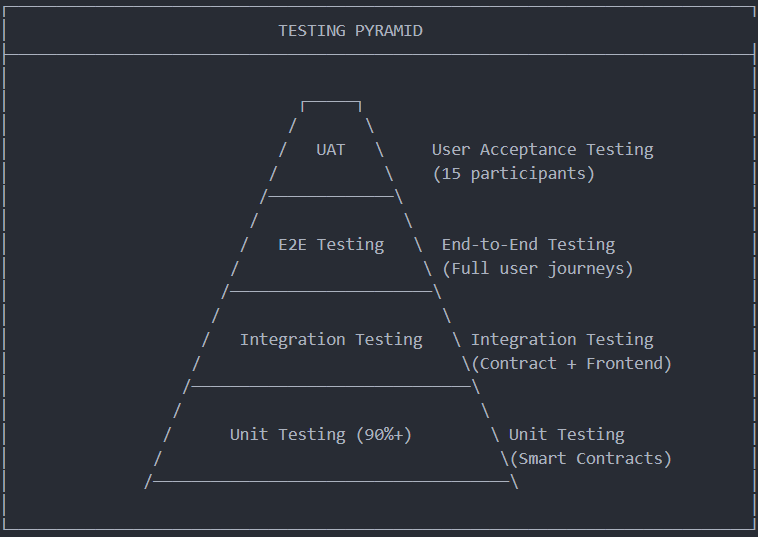 TESTING PYRAMID
UAT User Acceptance Testing
(15 participants)
E2E Testing End-to-End Testing
(Full user journeys)
Integration Testing Integration Testing
(Contract + Frontend)
Unit Testing (90%+) Unit Testing
(Smart Contracts)